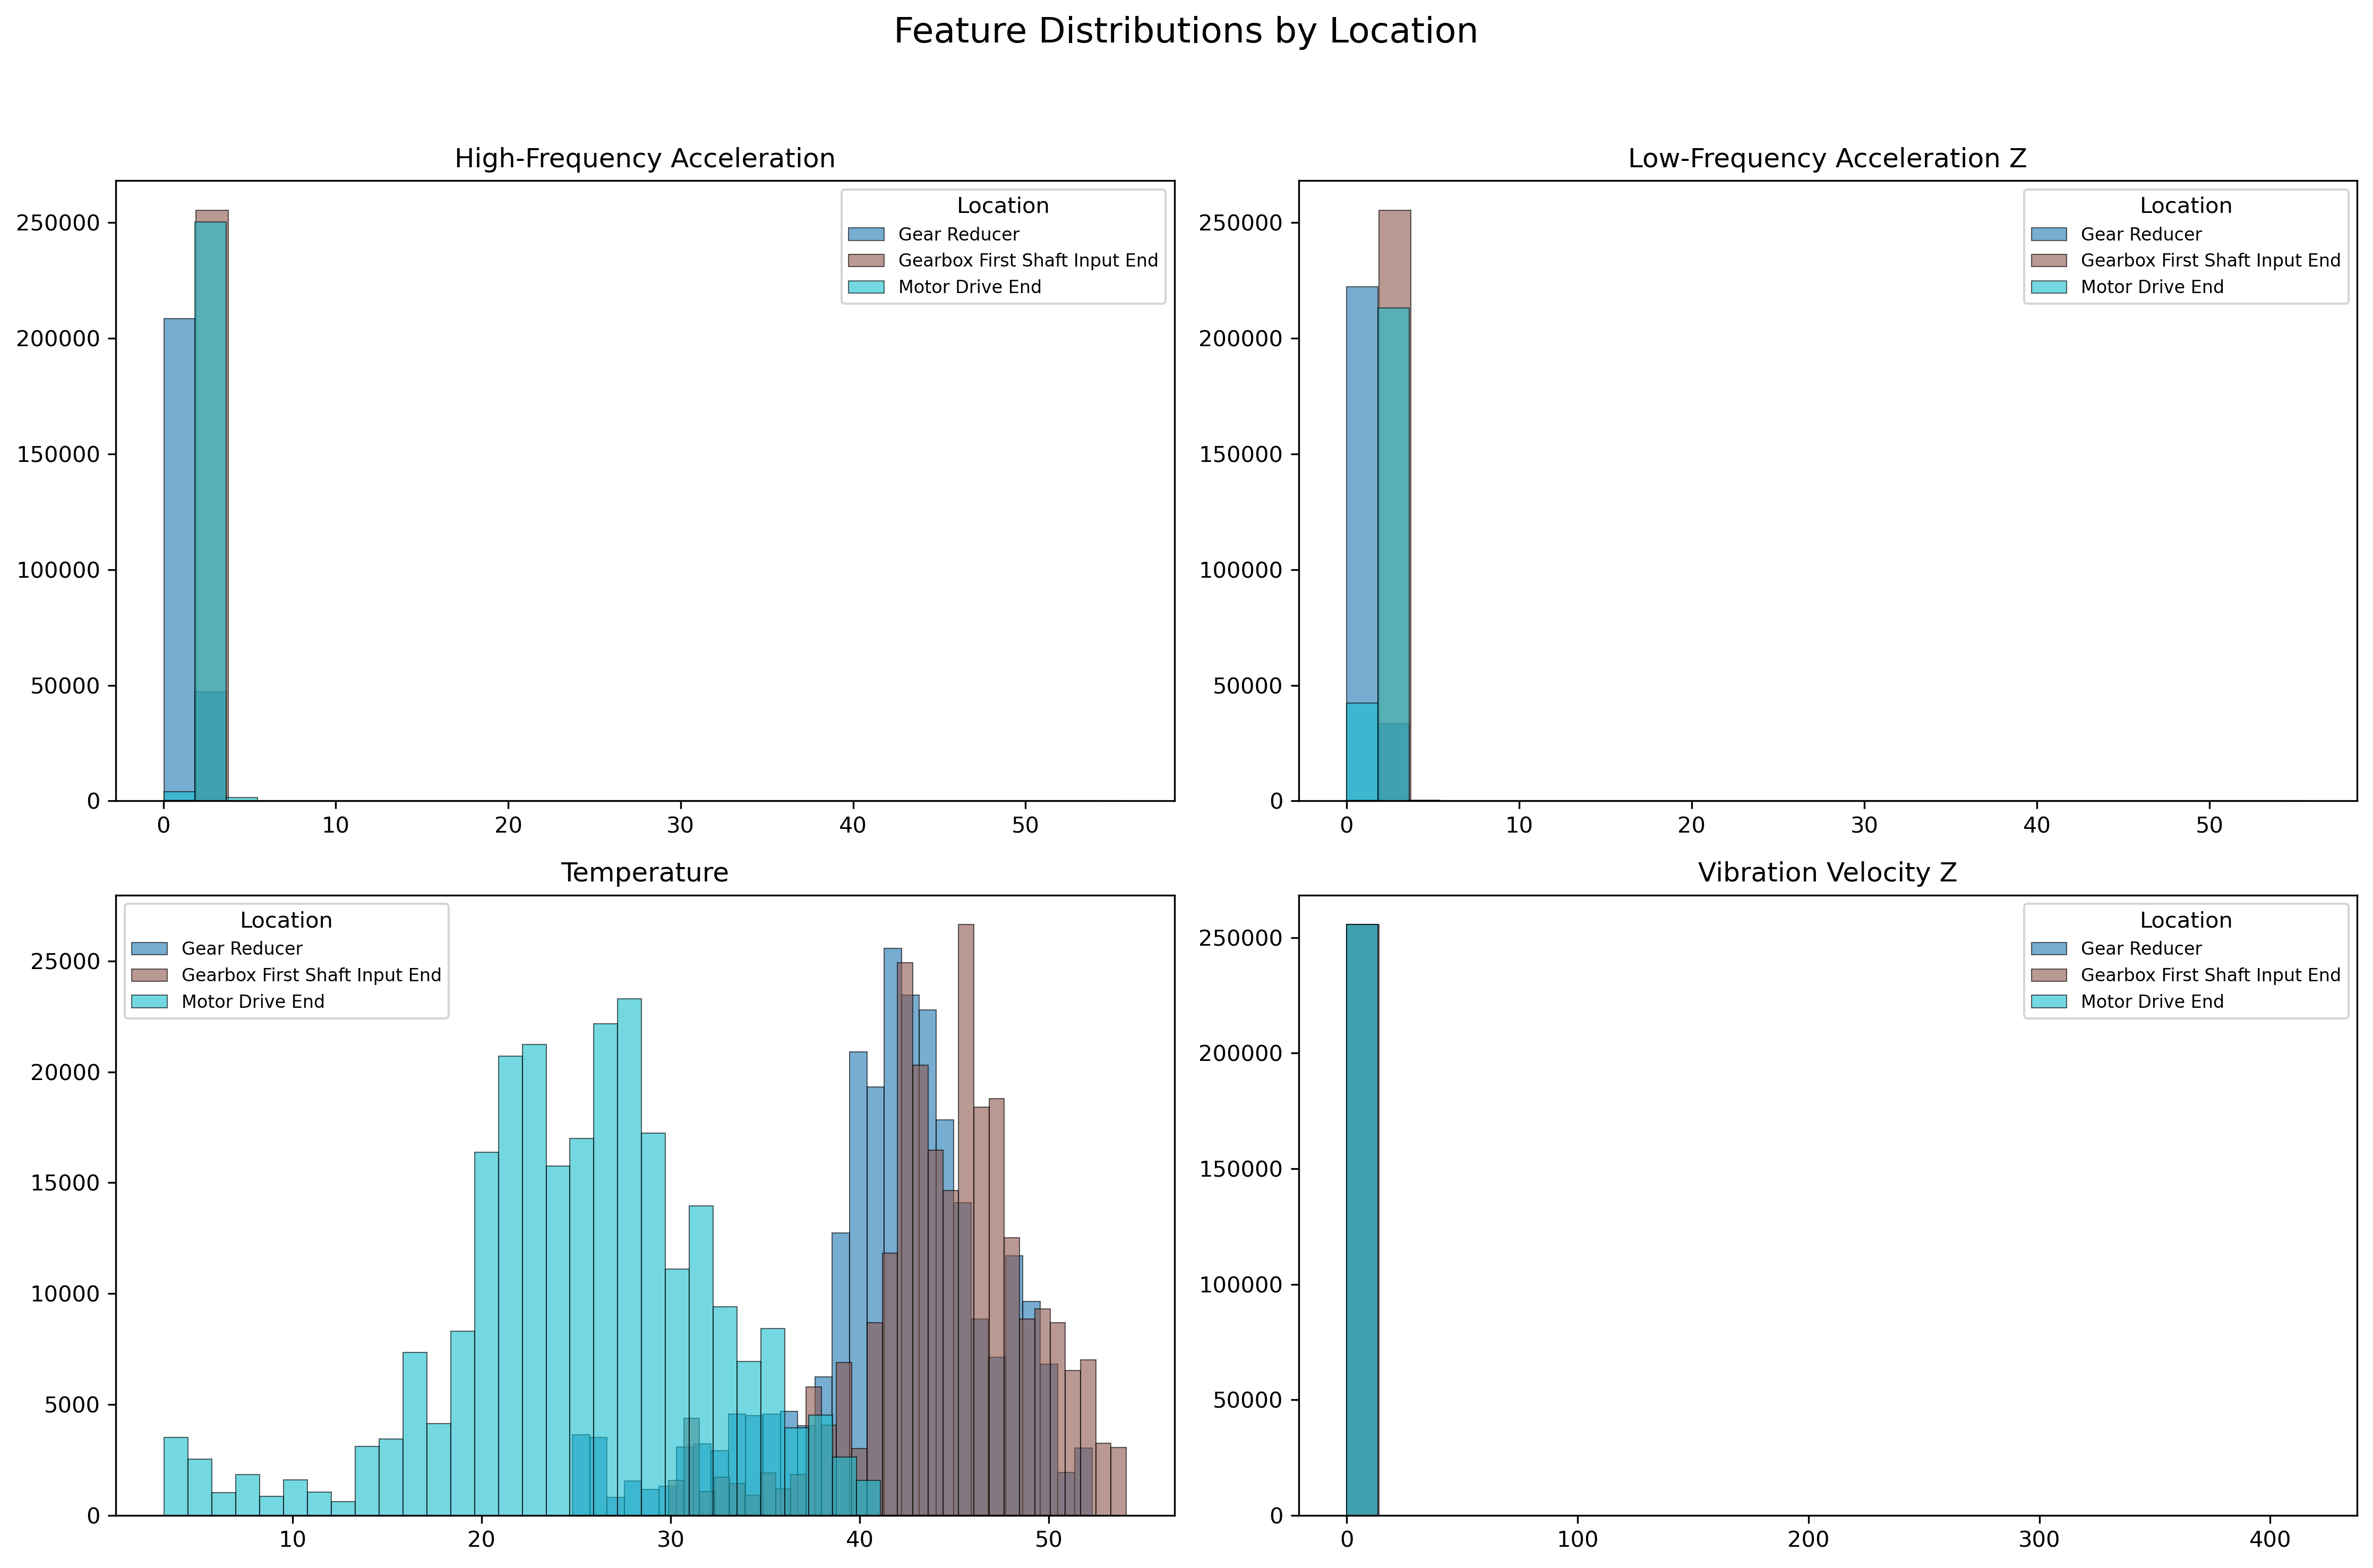 Feature Distributions by Location
High-Frequency Acceleration
250000
200000
150000
100000
50000
0
0 10 20 30 40 50
Location
Gear Reducer
Gearbox First Shaft Input End
Motor Drive End
Low-Frequency Acceleration Z
250000
200000
150000
100000
50000
0
0 10 20 30 40 50
Location
Gear Reducer
Gearbox First Shaft Input End
Motor Drive End
Temperature
25000
20000
15000
10000
5000
0
10 20 30 40 50
Location
Gear Reducer
Gearbox First Shaft Input End
Motor Drive End
Vibration Velocity Z
250000
200000
150000
100000
50000
0
0 100 200 300 400
Location
Gear Reducer
Gearbox First Shaft Input End
Motor Drive End